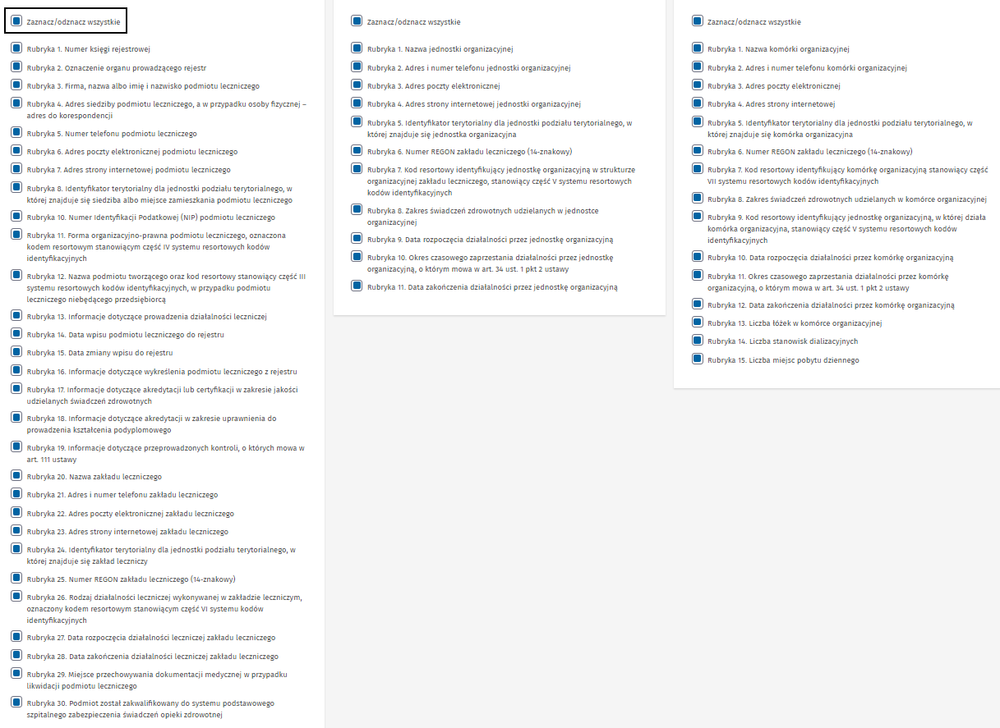 Zaznacz/odznacz wszystkie
Rubryka 1. Numer księgi rejestrowej
Rubryka 2. Oznaczenie organu prowadzącego rejestr
Rubryka 3. Firma, nazwa albo imię i nazwisko podmiotu leczniczego
Rubryka 4. Adres siedziby podmiotu leczniczego, a w przypadku osoby fizycznej –
adres do korespondencji
Rubryka 5. Numer telefonu podmiotu leczniczego
Rubryka 6. Adres poczty elektronicznej podmiotu leczniczego
Rubryka 7. Adres strony internetowej podmiotu leczniczego
Rubryka 8. Identyfikator terytorialny dla jednostki podziału terytorialnego, w
której znajduje się siedziba albo miejsce zamieszkania podmiotu leczniczego
Rubryka 10. Numer Identyfikacji Podatkowej (NIP) podmiotu leczniczego
Rubryka 11. Forma organizacyjno-prawna podmiotu leczniczego, oznaczona
kodem resortowym stanowiącym część IV systemu resortowych kodów
identyfikacyjnych
Rubryka 12. Nazwa podmiotu tworzącego oraz kod resortowy stanowiący część III
systemu resortowych kodów identyfikacyjnych, w przypadku podmiotu
leczniczego niebędącego przedsiębiorcą
Rubryka 13. Informacje dotyczące prowadzenia działalności leczniczej
Rubryka 14. Data wpisu podmiotu leczniczego do rejestru
Rubryka 15. Data zmiany wpisu do rejestru
Rubryka 16. Informacje dotyczące wykreślenia podmiotu leczniczego z rejestru
Rubryka 17. Informacje dotyczące akredytacji lub certyfikacji w zakresie jakości
udzielanych świadczeń zdrowotnych
Rubryka 18. Informacje dotyczące akredytacji w zakresie uprawnienia do
prowadzenia kształcenia podyplomowego
Rubryka 19. Informacje dotyczące przeprowadzonych kontroli, o których mowa w
art. 111 ustawy
Rubryka 20. Nazwa zakładu leczniczego
Rubryka 21. Adres i numer telefonu zakładu leczniczego
Rubryka 22. Adres poczty elektronicznej zakładu leczniczego
Rubryka 23. Adres strony internetowej zakładu leczniczego
Rubryka 24. Identyfikator terytorialny dla jednostki podziału terytorialnego, w
której znajduje się zakład leczniczy
Rubryka 25. Numer REGON zakładu leczniczego (14-znakowy)
Rubryka 26. Rodzaj działalności leczniczej wykonywanej w zakładzie leczniczym,
oznaczony kodem resortowym stanowiącym część VI systemu kodów
identyfikacyjnych
Rubryka 27. Data rozpoczęcia działalności leczniczej zakładu leczniczego
Rubryka 28. Data zakończenia działalności leczniczej zakładu leczniczego
Rubryka 29. Miejsce przechowywania dokumentacji medycznej w przypadku
likwidacji podmiotu leczniczego
Rubryka 30. Podmiot został zakwalifikowany do systemu podstawowego
szpitalnego zabezpieczenia świadczeń opieki zdrowotnej
Zaznacz/odznacz wszystkie
Rubryka 1. Nazwa jednostki organizacyjnej
Rubryka 2. Adres i numer telefonu jednostki organizacyjnej
Rubryka 3. Adres poczty elektronicznej
Rubryka 4. Adres strony internetowej jednostki organizacyjnej
Rubryka 5. Identyfikator terytorialny dla jednostki podziału terytorialnego, w
której znajduje się jednostka organizacyjna
Rubryka 6. Numer REGON zakładu leczniczego (14-znakowy)
Rubryka 7. Kod resortowy identyfikujący jednostkę organizacyjną w strukturze
organizacyjnej zakładu leczniczego, stanowiący część V systemu resortowych
kodów identyfikacyjnych
Rubryka 8. Zakres świadczeń zdrowotnych udzielanych w jednostce
organizacyjnej
Rubryka 9. Data rozpoczęcia działalności przez jednostkę organizacyjną
Rubryka 10. Okres czasowego zaprzestania działalności przez jednostkę
organizacyjną, o którym mowa w art. 34 ust. 1 pkt 2 ustawy
Rubryka 11. Data zakończenia działalności przez jednostkę organizacyjną
Zaznacz/odznacz wszystkie
Rubryka 1. Nazwa komórki organizacyjnej
Rubryka 2. Adres i numer telefonu komórki organizacyjnej
Rubryka 3. Adres poczty elektronicznej
Rubryka 4. Adres strony internetowej
Rubryka 5. Identyfikator terytorialny dla jednostki podziału terytorialnego, w
której znajduje się komórka organizacyjna
Rubryka 6. Numer REGON zakładu leczniczego (14-znakowy)
Rubryka 7. Kod resortowy identyfikujący komórkę organizacyjną stanowiący część
VII systemu resortowych kodów identyfikacyjnych
Rubryka 8. Zakres świadczeń zdrowotnych udzielanych w komórce organizacyjnej
Rubryka 9. Kod resortowy identyfikujący jednostkę organizacyjną, w której działa
komórka organizacyjna, stanowiący część V systemu resortowych kodów
identyfikacyjnych
Rubryka 10. Data rozpoczęcia działalności przez komórkę organizacyjną
Rubryka 11. Okres czasowego zaprzestania działalności przez komórkę
organizacyjną, o którym mowa w art. 34 ust. 1 pkt 2 ustawy
Rubryka 12. Data zakończenia działalności przez komórkę organizacyjną
Rubryka 13. Liczba łóżek w komórce organizacyjnej
Rubryka 14. Liczba stanowisk dializacyjnych
Rubryka 15. Liczba miejsc pobytu dziennego